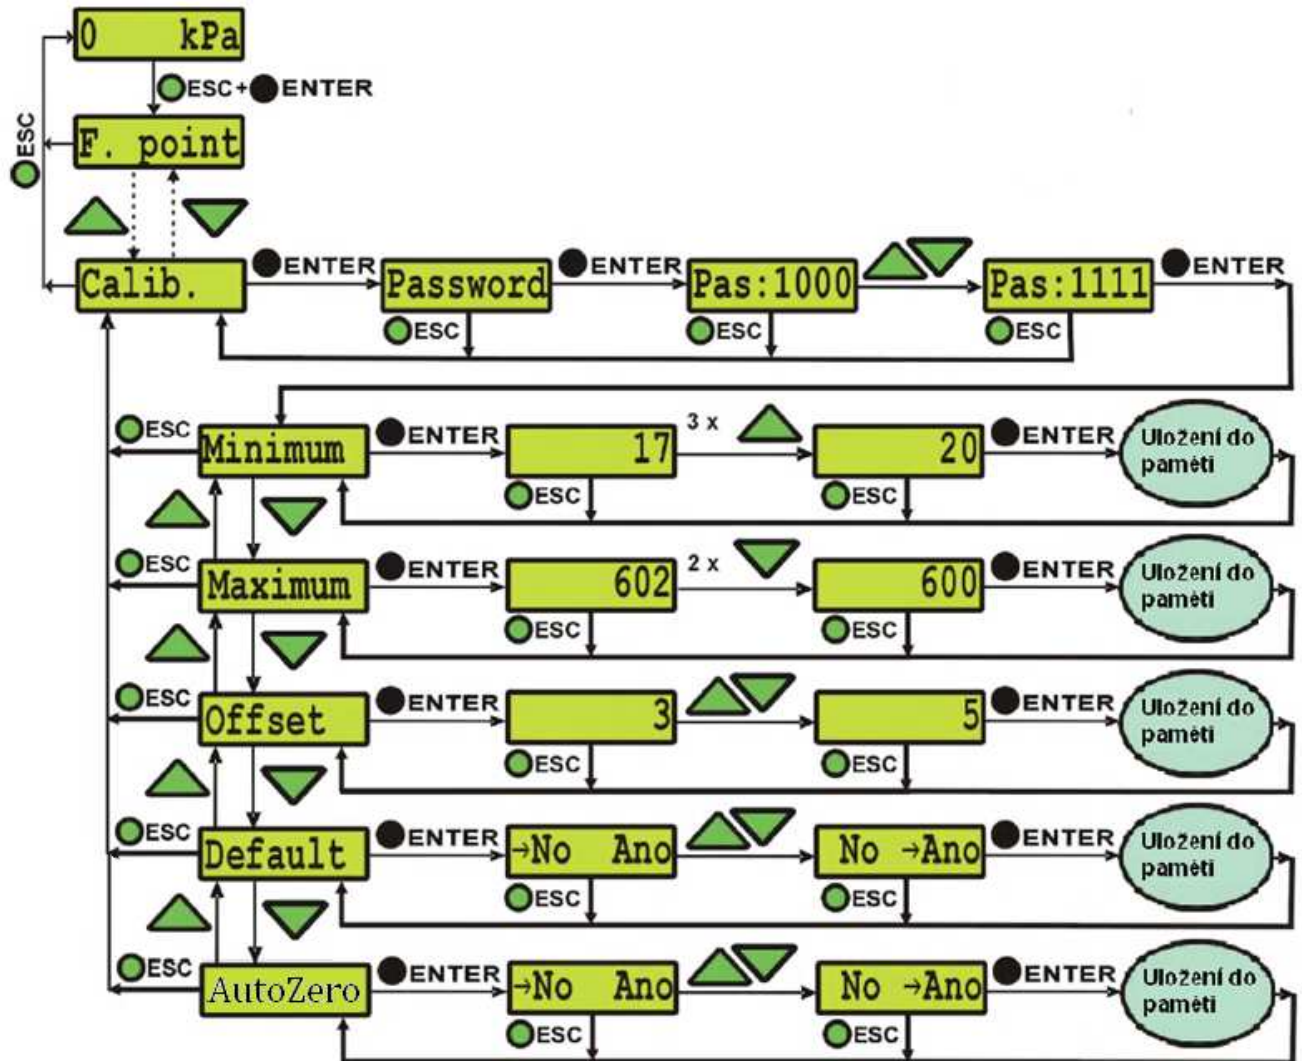 0 kPa
ESC+ ENTER
ESC
F. point
Calib.
ENTER
Password
ENTER
Pas:1000
Pas:1111
ENTER
ESC
ESC
ESC
ESC
Minimum
ENTER
17
3 x
20
ENTER
Uložení do
paměti
ESC
ESC
ESC
Maximum
ENTER
602
2 x
600
ENTER
Uložení do
paměti
ESC
ESC
ESC
Offset
ENTER
3
5
ENTER
Uložení do
paměti
ESC
ESC
ESC
Default
ENTER
→No Ano
No →Ano
ENTER
Uložení do
paměti
ESC
ESC
ESC
AutoZero
ENTER
→No Ano
No →Ano
ENTER
Uložení do
paměti
ESC
ESC